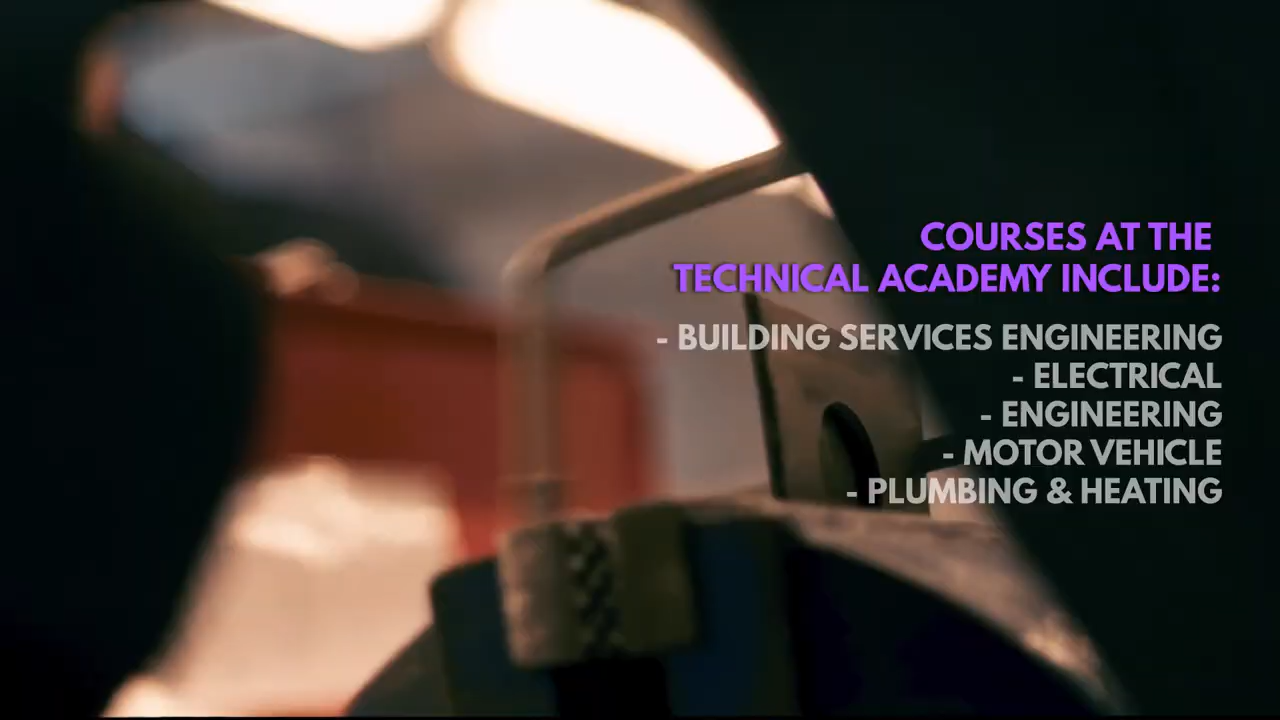 COURSES AT THE
TECHNICAL ACADEMY INCLUDE:
- BUILDING SERVICES ENGINEERING
- ELECTRICAL
- ENGINEERING
- MOTOR VEHICLE
- PLUMBING & HEATING